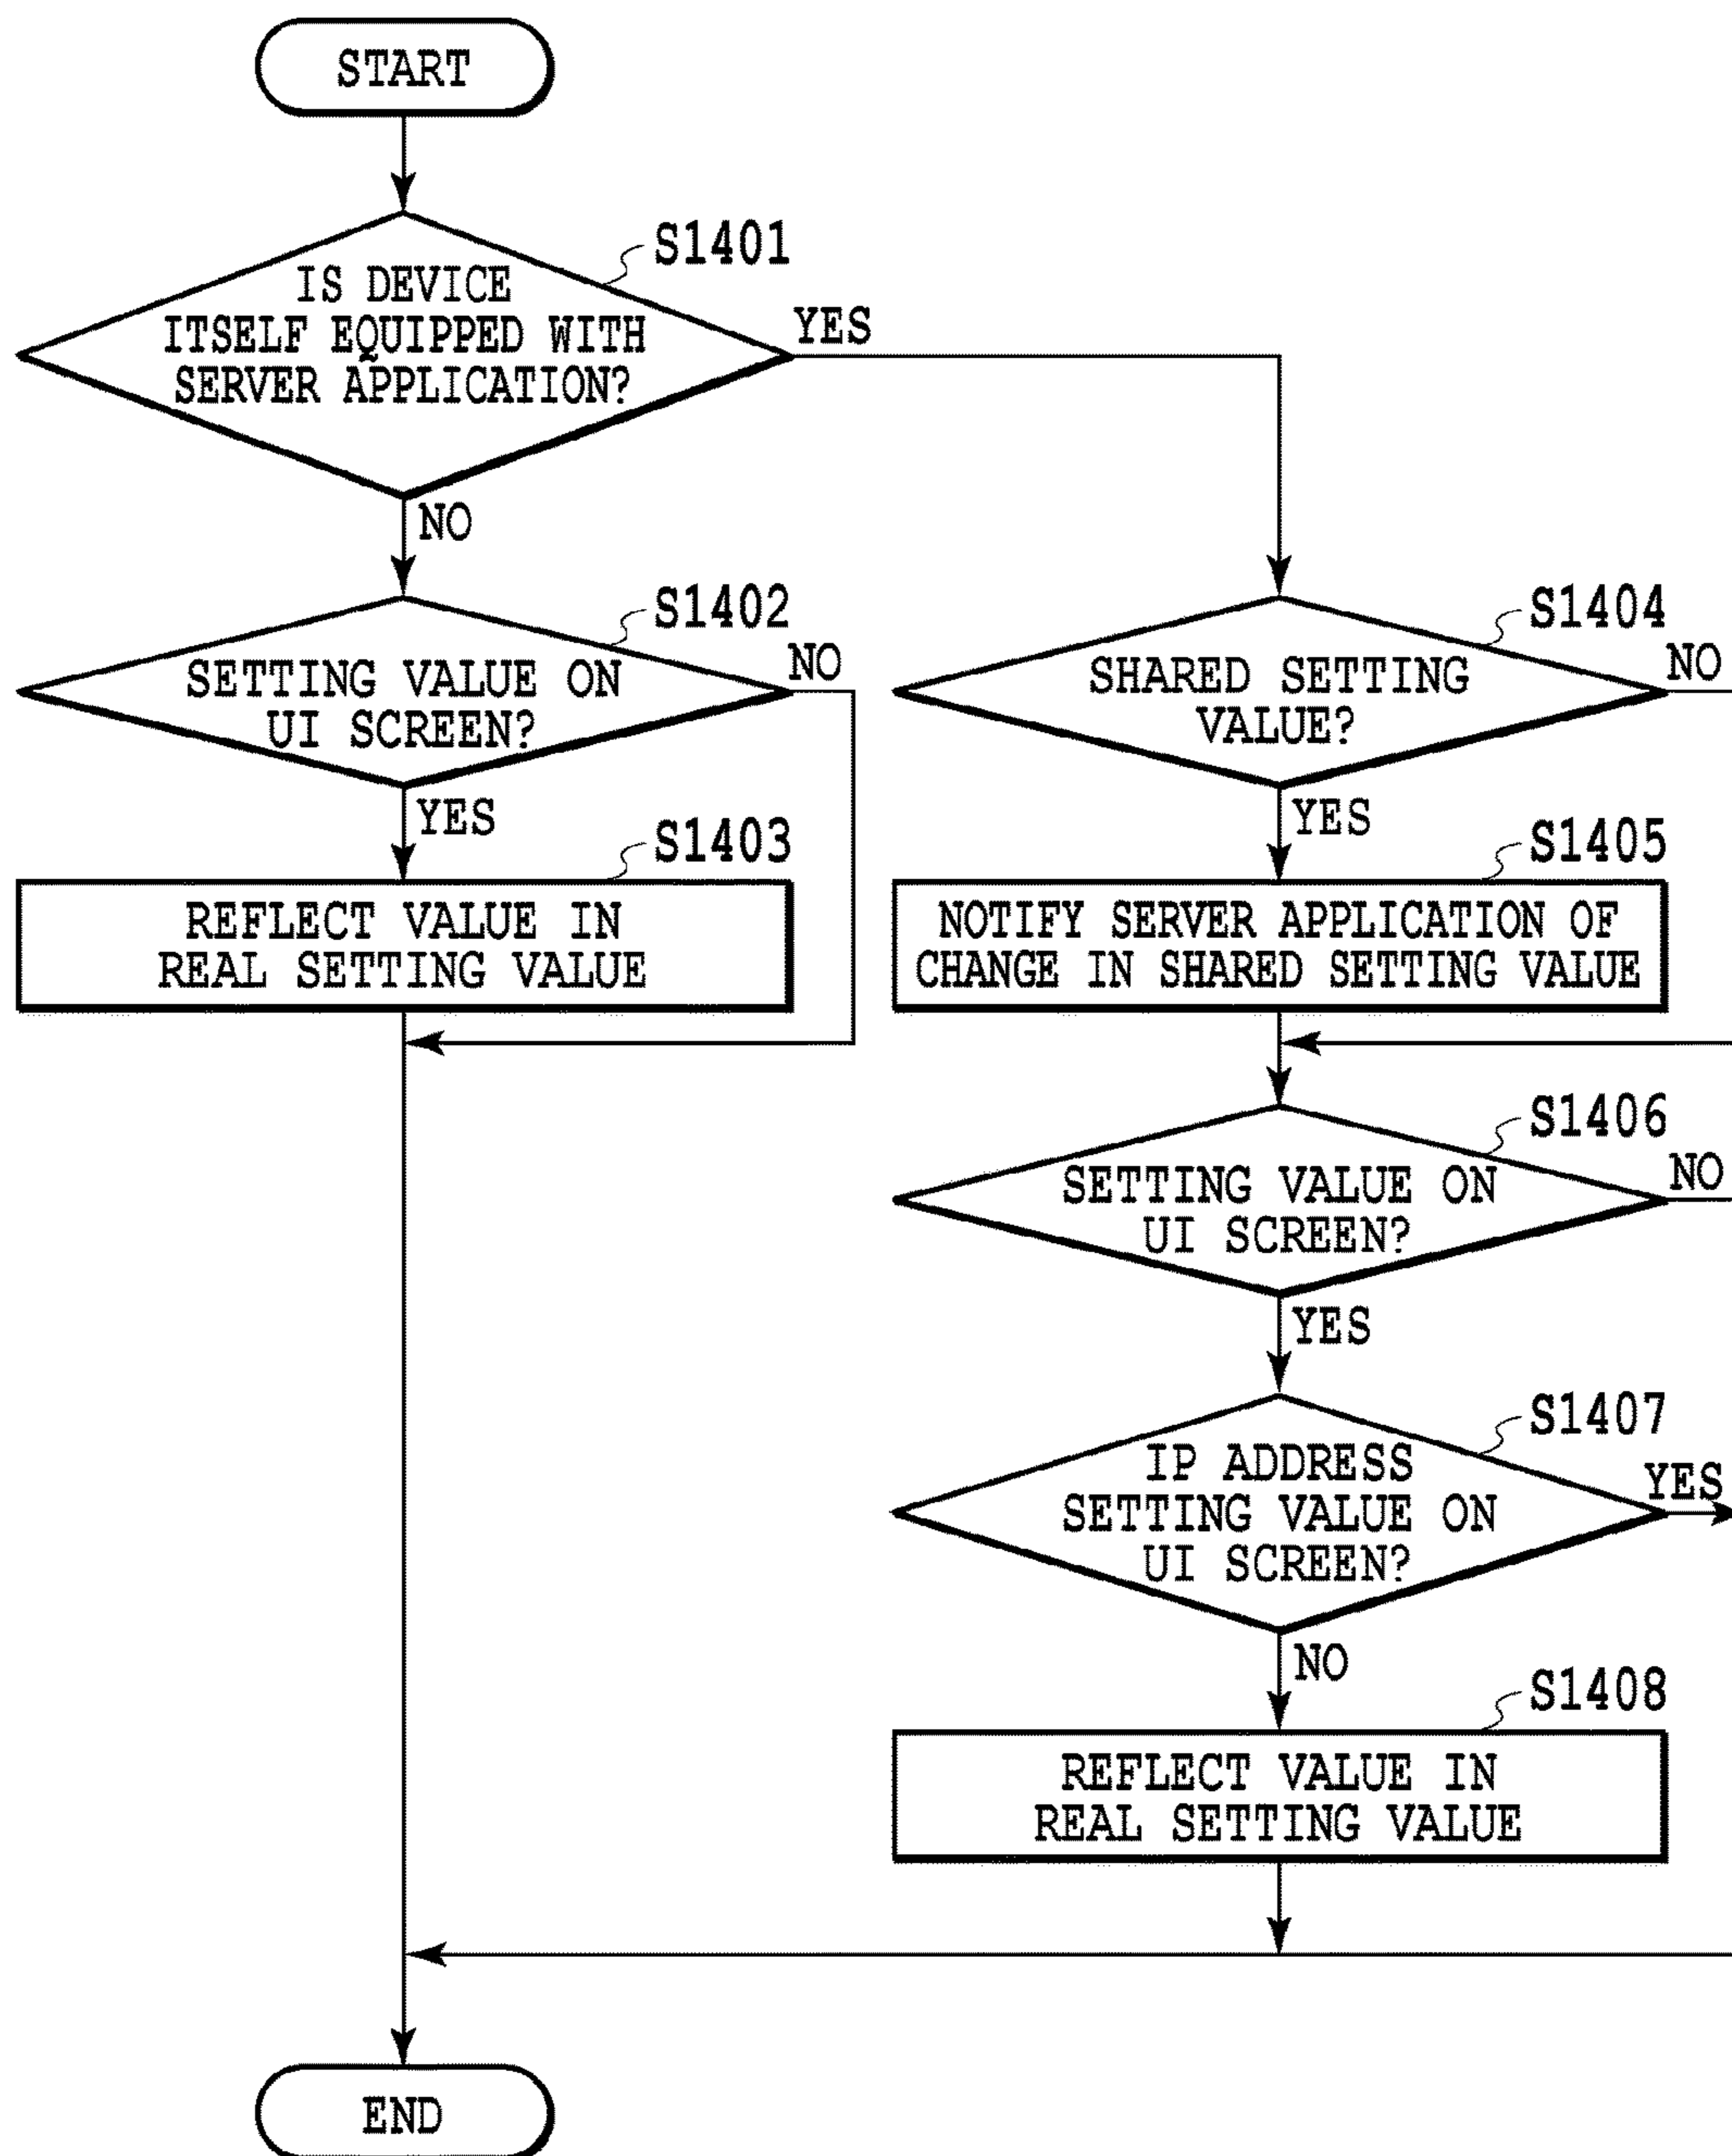 START
S1401
IS DEVICE
ITSELF EQUIPPED WITH
SERVER APPLICATION?
YES
NO
S1402
SETTING VALUE ON
UI SCREEN?
NO
YES
S1403
REFLECT VALUE IN
REAL SETTING VALUE
S1404
SHARED SETTING
VALUE?
NO
YES
S1405
NOTIFY SERVER APPLICATION OF
CHANGE IN SHARED SETTING VALUE
S1406
SETTING VALUE ON
UI SCREEN?
NO
YES
S1407
IP ADDRESS
SETTING VALUE ON
UI SCREEN?
YES
NO
S1408
REFLECT VALUE IN
REAL SETTING VALUE
END